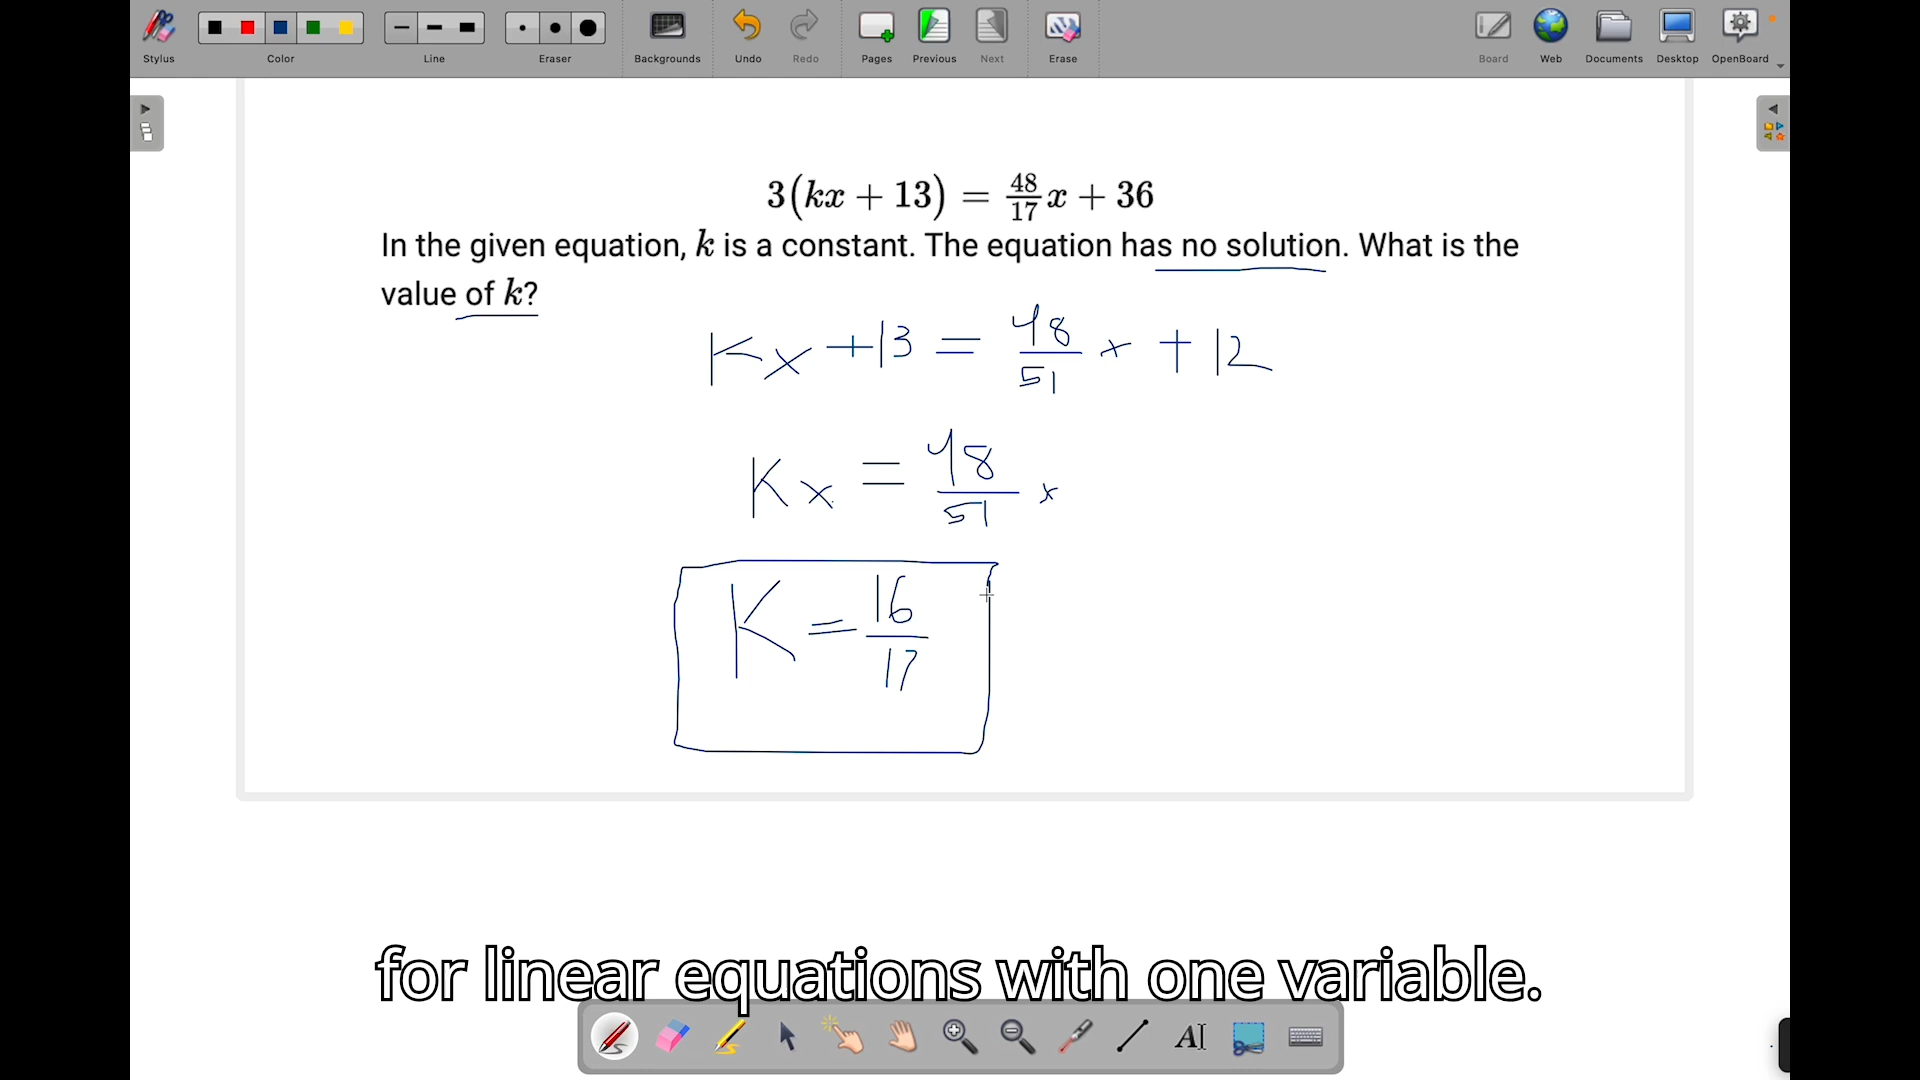 Stylus Color Line Eraser Backgrounds Undo Redo Pages Previous Next Erase Board Web Documents Desktop OpenBoard
3(kx + 13) = 48/17 x + 36
In the given equation, k is a constant. The equation has no solution. What is the
value of k?
Kx + 13 = 48/51 x + 12
Kx = 48/51 x
K = 16/17
for linear equations with one variable.
AI